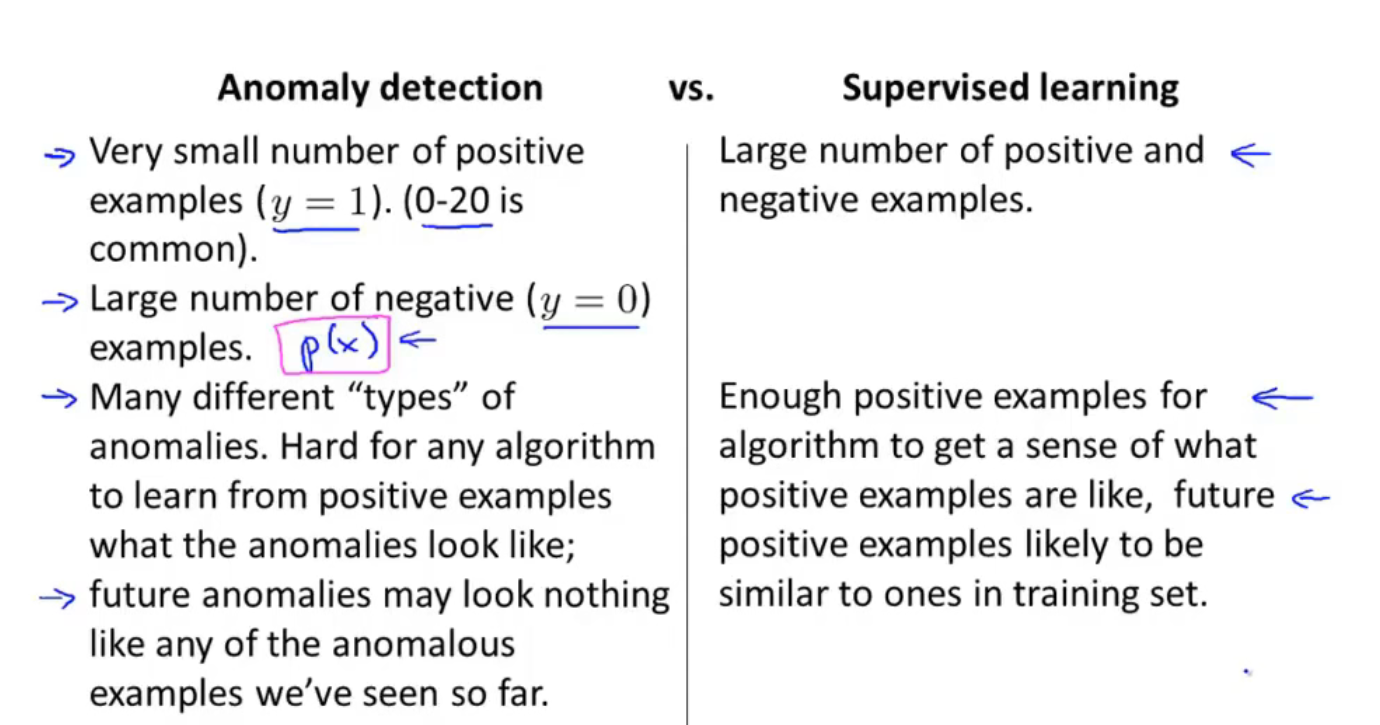 Anomaly detection vs. Supervised learning
Very small number of positive
examples (y = 1). (0-20 is
common).
Large number of negative (y = 0)
examples. p(x)
Many different “types” of
anomalies. Hard for any algorithm
to learn from positive examples
what the anomalies look like;
future anomalies may look nothing
like any of the anomalous
examples we’ve seen so far.
Large number of positive and
negative examples.
Enough positive examples for
algorithm to get a sense of what
positive examples are like, future
positive examples likely to be
similar to ones in training set.